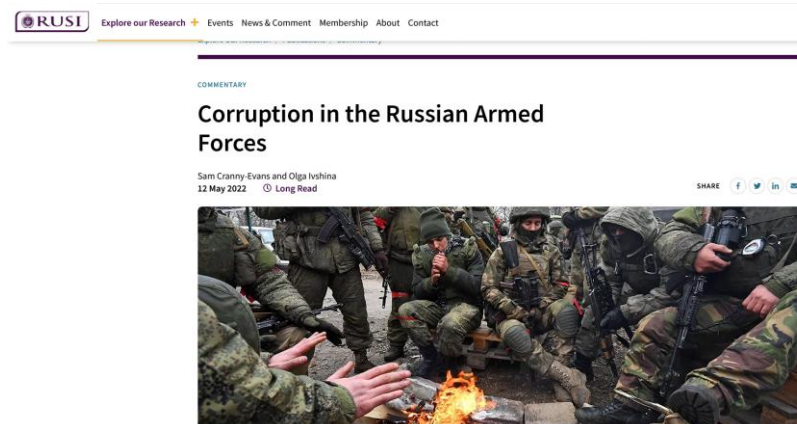 RUSI
Explore our Research + Events News & Comment Membership About Contact
COMMENTARY
Corruption in the Russian Armed
Forces
Sam Cranny-Evans and Olga Ivshina
12 May 2022 Long Read
SHARE